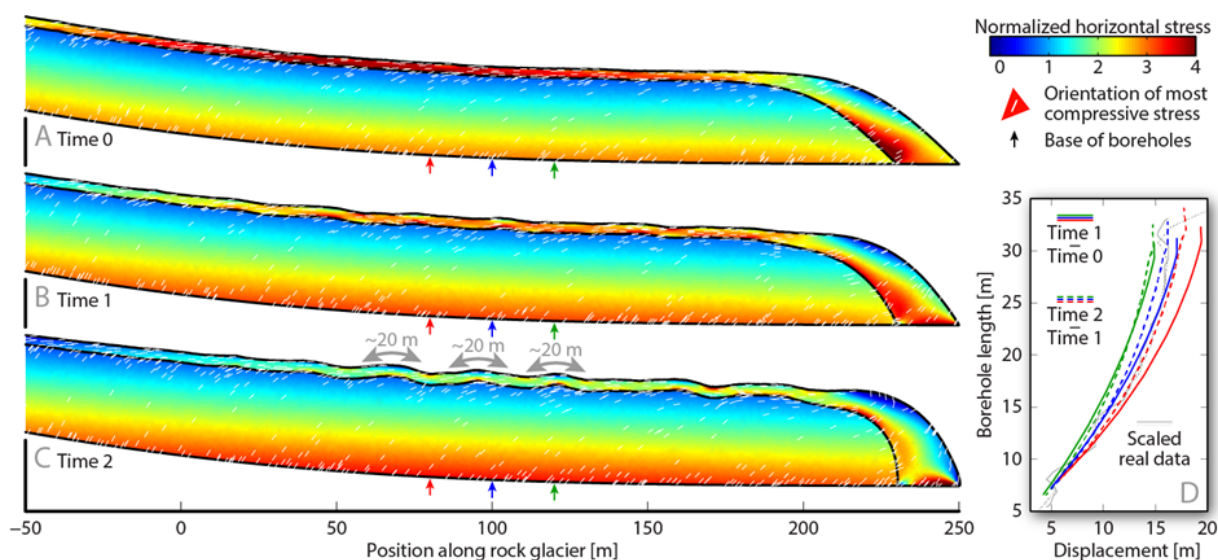 Normalized horizontal stress
0 1 2 3 4
Orientation of most
compressive stress
Base of boreholes
A Time 0
B Time 1
C Time 2
~20 m ~20 m ~20 m
−50 0 50 100 150 200 250
Position along rock glacier [m]
35
30
25
20
15
10
5
Borehole length [m]
Time 1
–
Time 0
Time 2
–
Time 1
Scaled
real data
D
5 10 15 20
Displacement [m]